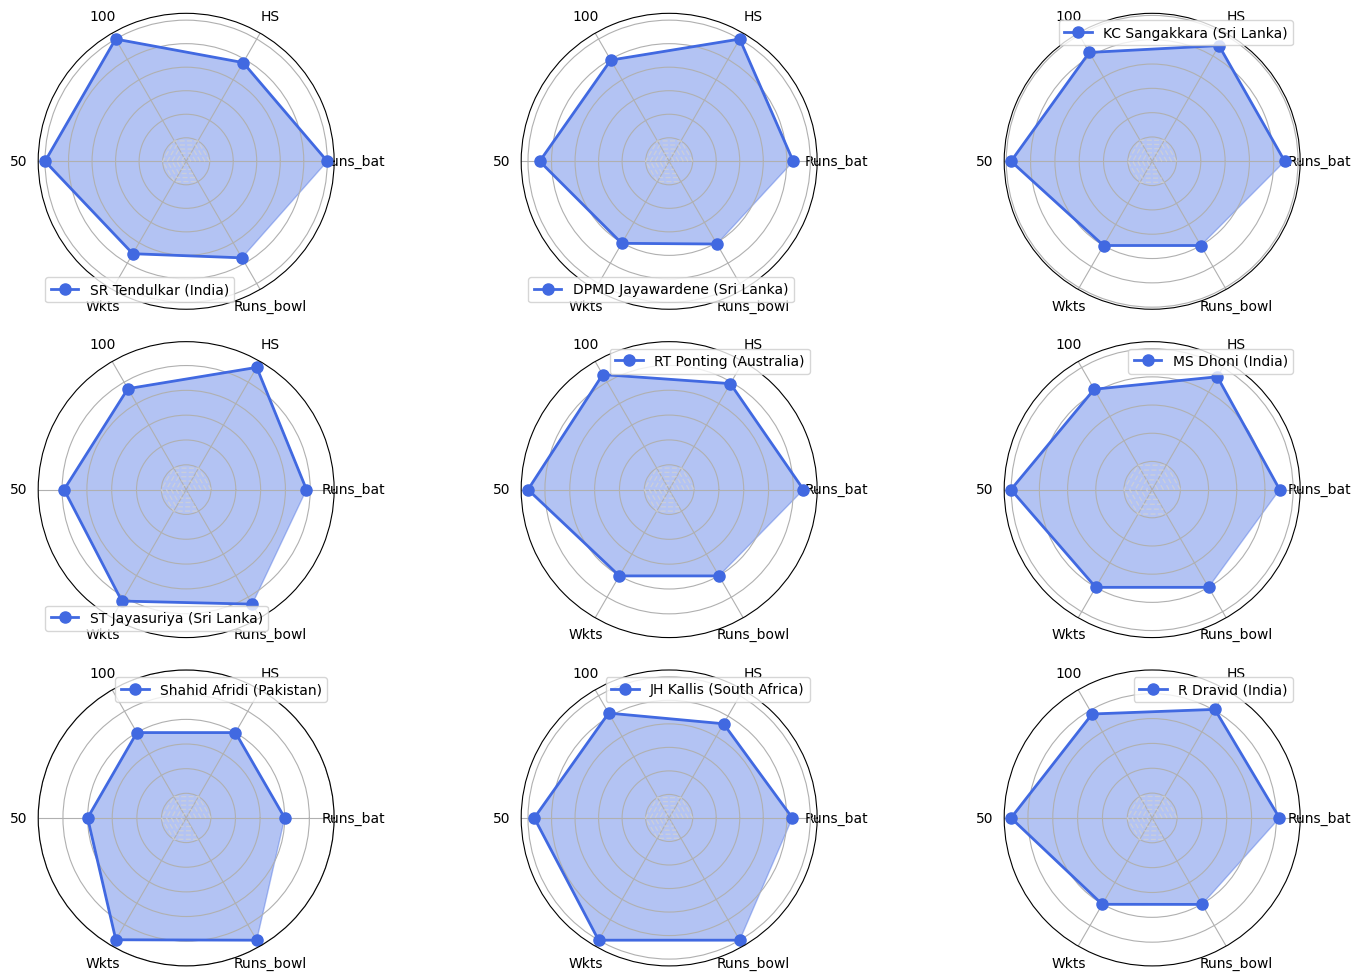 100
HS
50
Runs_bat
SR Tendulkar (India)
Wkts
Runs_bowl
100
HS
50
Runs_bat
DPMD Jayawardene (Sri Lanka)
Wkts
Runs_bowl
100
HS
KC Sangakkara (Sri Lanka)
50
Runs_bat
Wkts
Runs_bowl
100
HS
50
Runs_bat
ST Jayasuriya (Sri Lanka)
Wkts
Runs_bowl
100
HS
RT Ponting (Australia)
50
Runs_bat
Wkts
Runs_bowl
100
HS
MS Dhoni (India)
50
Runs_bat
Wkts
Runs_bowl
100
HS
Shahid Afridi (Pakistan)
50
Runs_bat
Wkts
Runs_bowl
100
HS
JH Kallis (South Africa)
50
Runs_bat
Wkts
Runs_bowl
100
HS
R Dravid (India)
50
Runs_bat
Wkts
Runs_bowl